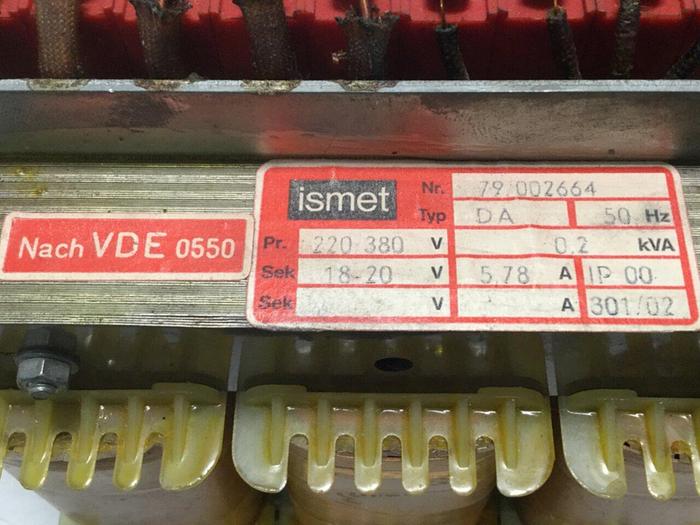 Nach VDE 0550
ismet Nr. 79/002664
Typ DA 50 Hz
Pr. 220 380 V 0,2 kVA
Sek 18-20 V 5,78 A IP 00
Sek V A 301/02